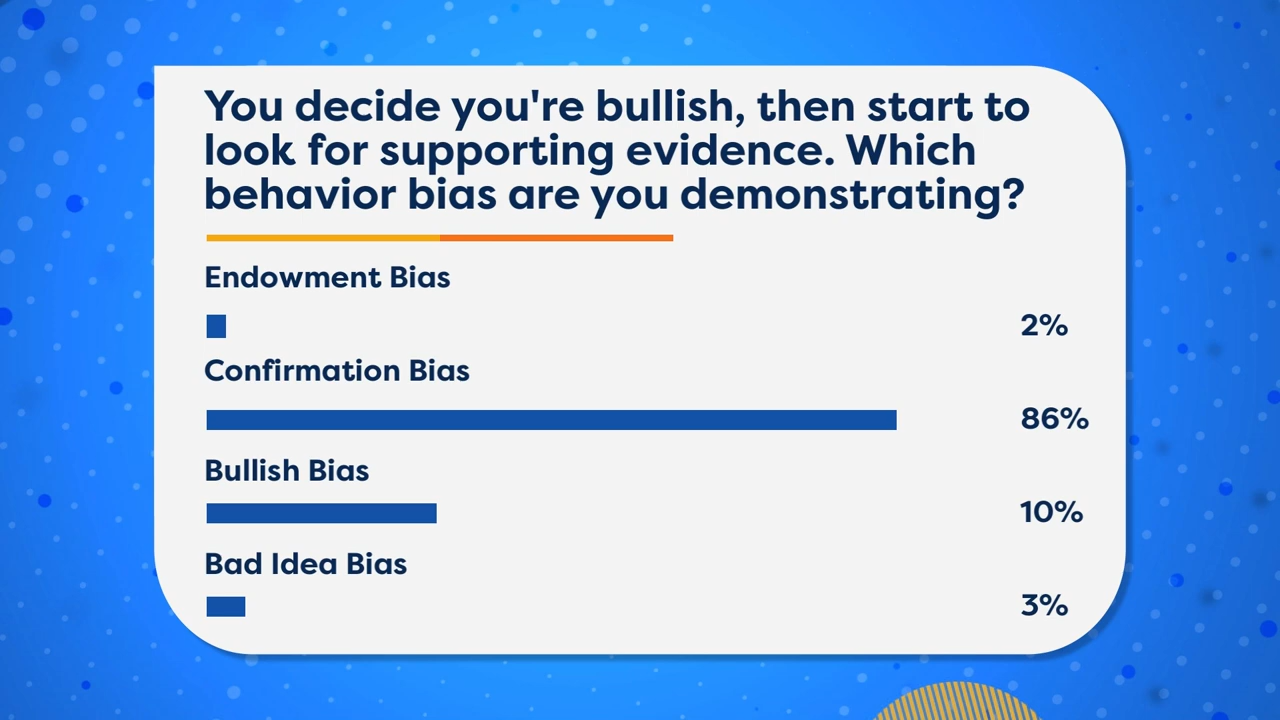 You decide you're bullish, then start to
look for supporting evidence. Which
behavior bias are you demonstrating?
Endowment Bias
2%
Confirmation Bias
86%
Bullish Bias
10%
Bad Idea Bias
3%